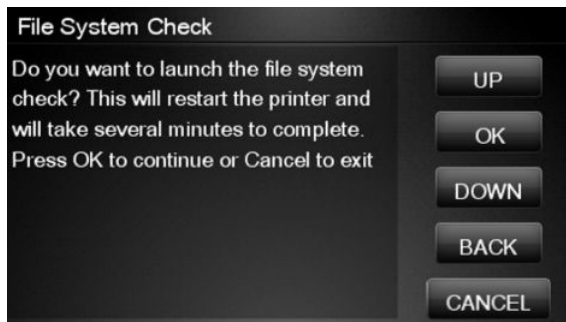 File System Check
Do you want to launch the file system
check? This will restart the printer and
will take several minutes to complete.
Press OK to continue or Cancel to exit
UP
OK
DOWN
BACK
CANCEL